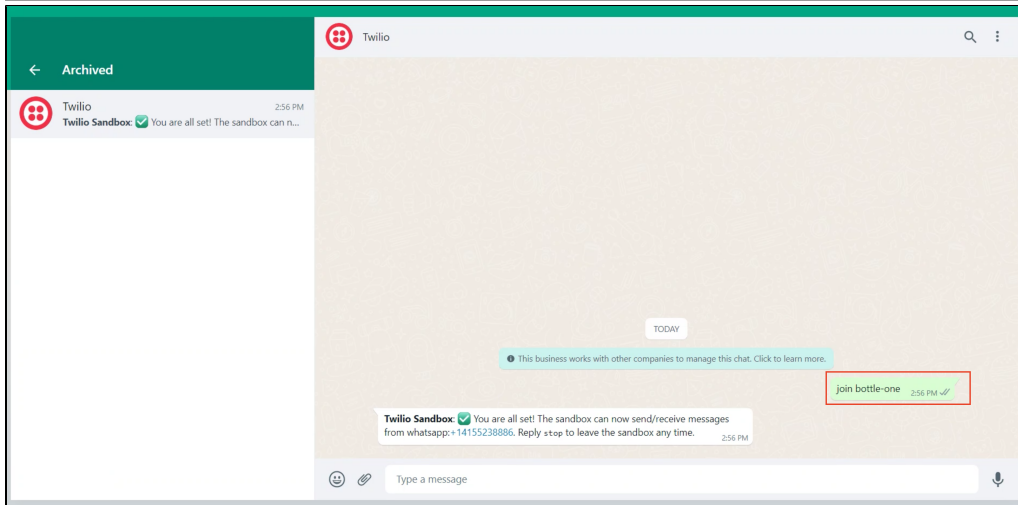 Archived
Twilio
2:56 PM
Twilio Sandbox: ✅ You are all set! The sandbox can n...
Twilio
TODAY
This business works with other companies to manage this chat. Click to learn more.
join bottle-one 2:56 PM
Twilio Sandbox: ✅ You are all set! The sandbox can now send/receive messages
from whatsapp:+14155238886. Reply stop to leave the sandbox any time.
2:56 PM
Type a message